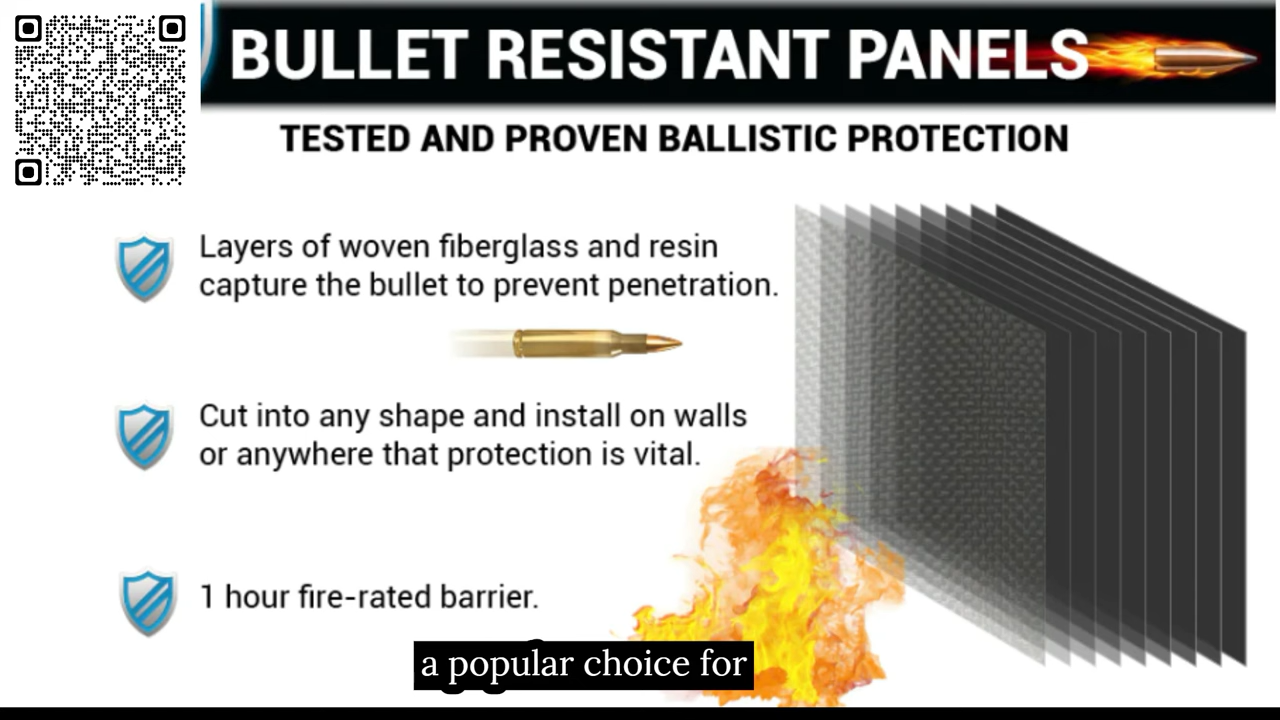 BULLET RESISTANT PANELS
TESTED AND PROVEN BALLISTIC PROTECTION
Layers of woven fiberglass and resin
capture the bullet to prevent penetration.
Cut into any shape and install on walls
or anywhere that protection is vital.
1 hour fire-rated barrier.
a popular choice for